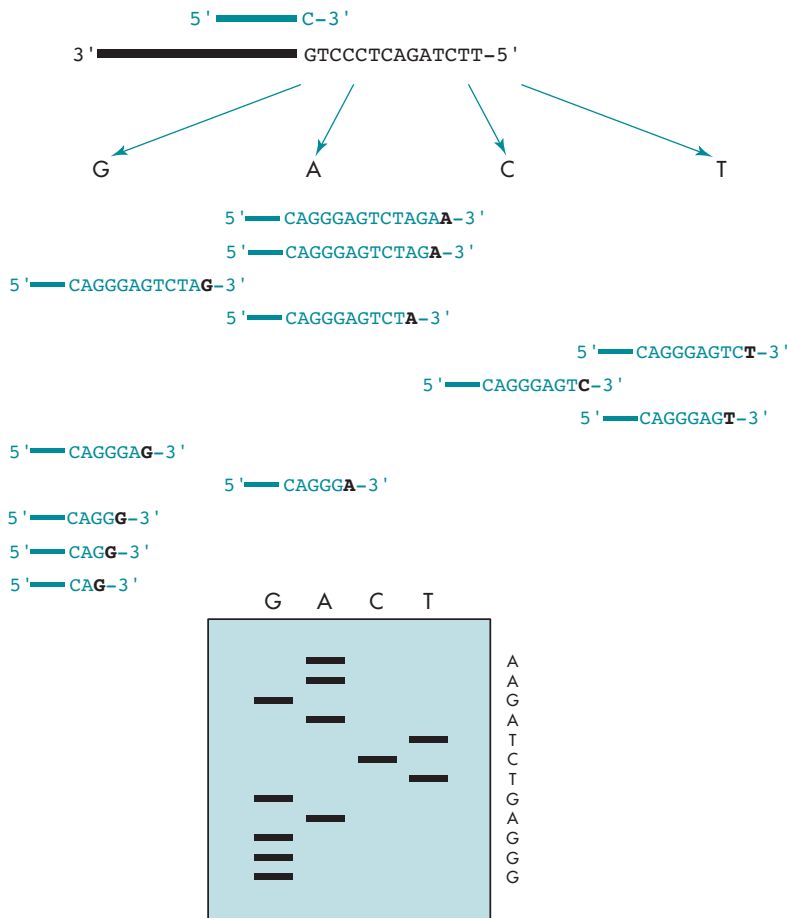 5'C-3'
3'GTCCCTCAGATCTT-5'
G A C T
5'CAGGGAGTCTAGAA-3'
5'CAGGGAGTCTAGA-3'
5'CAGGGAGTCTAG-3'
5'CAGGGAGTCTA-3'
5'CAGGGAGTCT-3'
5'CAGGGAGTC-3'
5'CAGGGAGT-3'
5'CAGGGAG-3'
5'CAGGGA-3'
5'CAGGG-3'
5'CAGG-3'
5'CAG-3'
G A C T
A
A
G
A
T
C
T
G
A
G
G
G